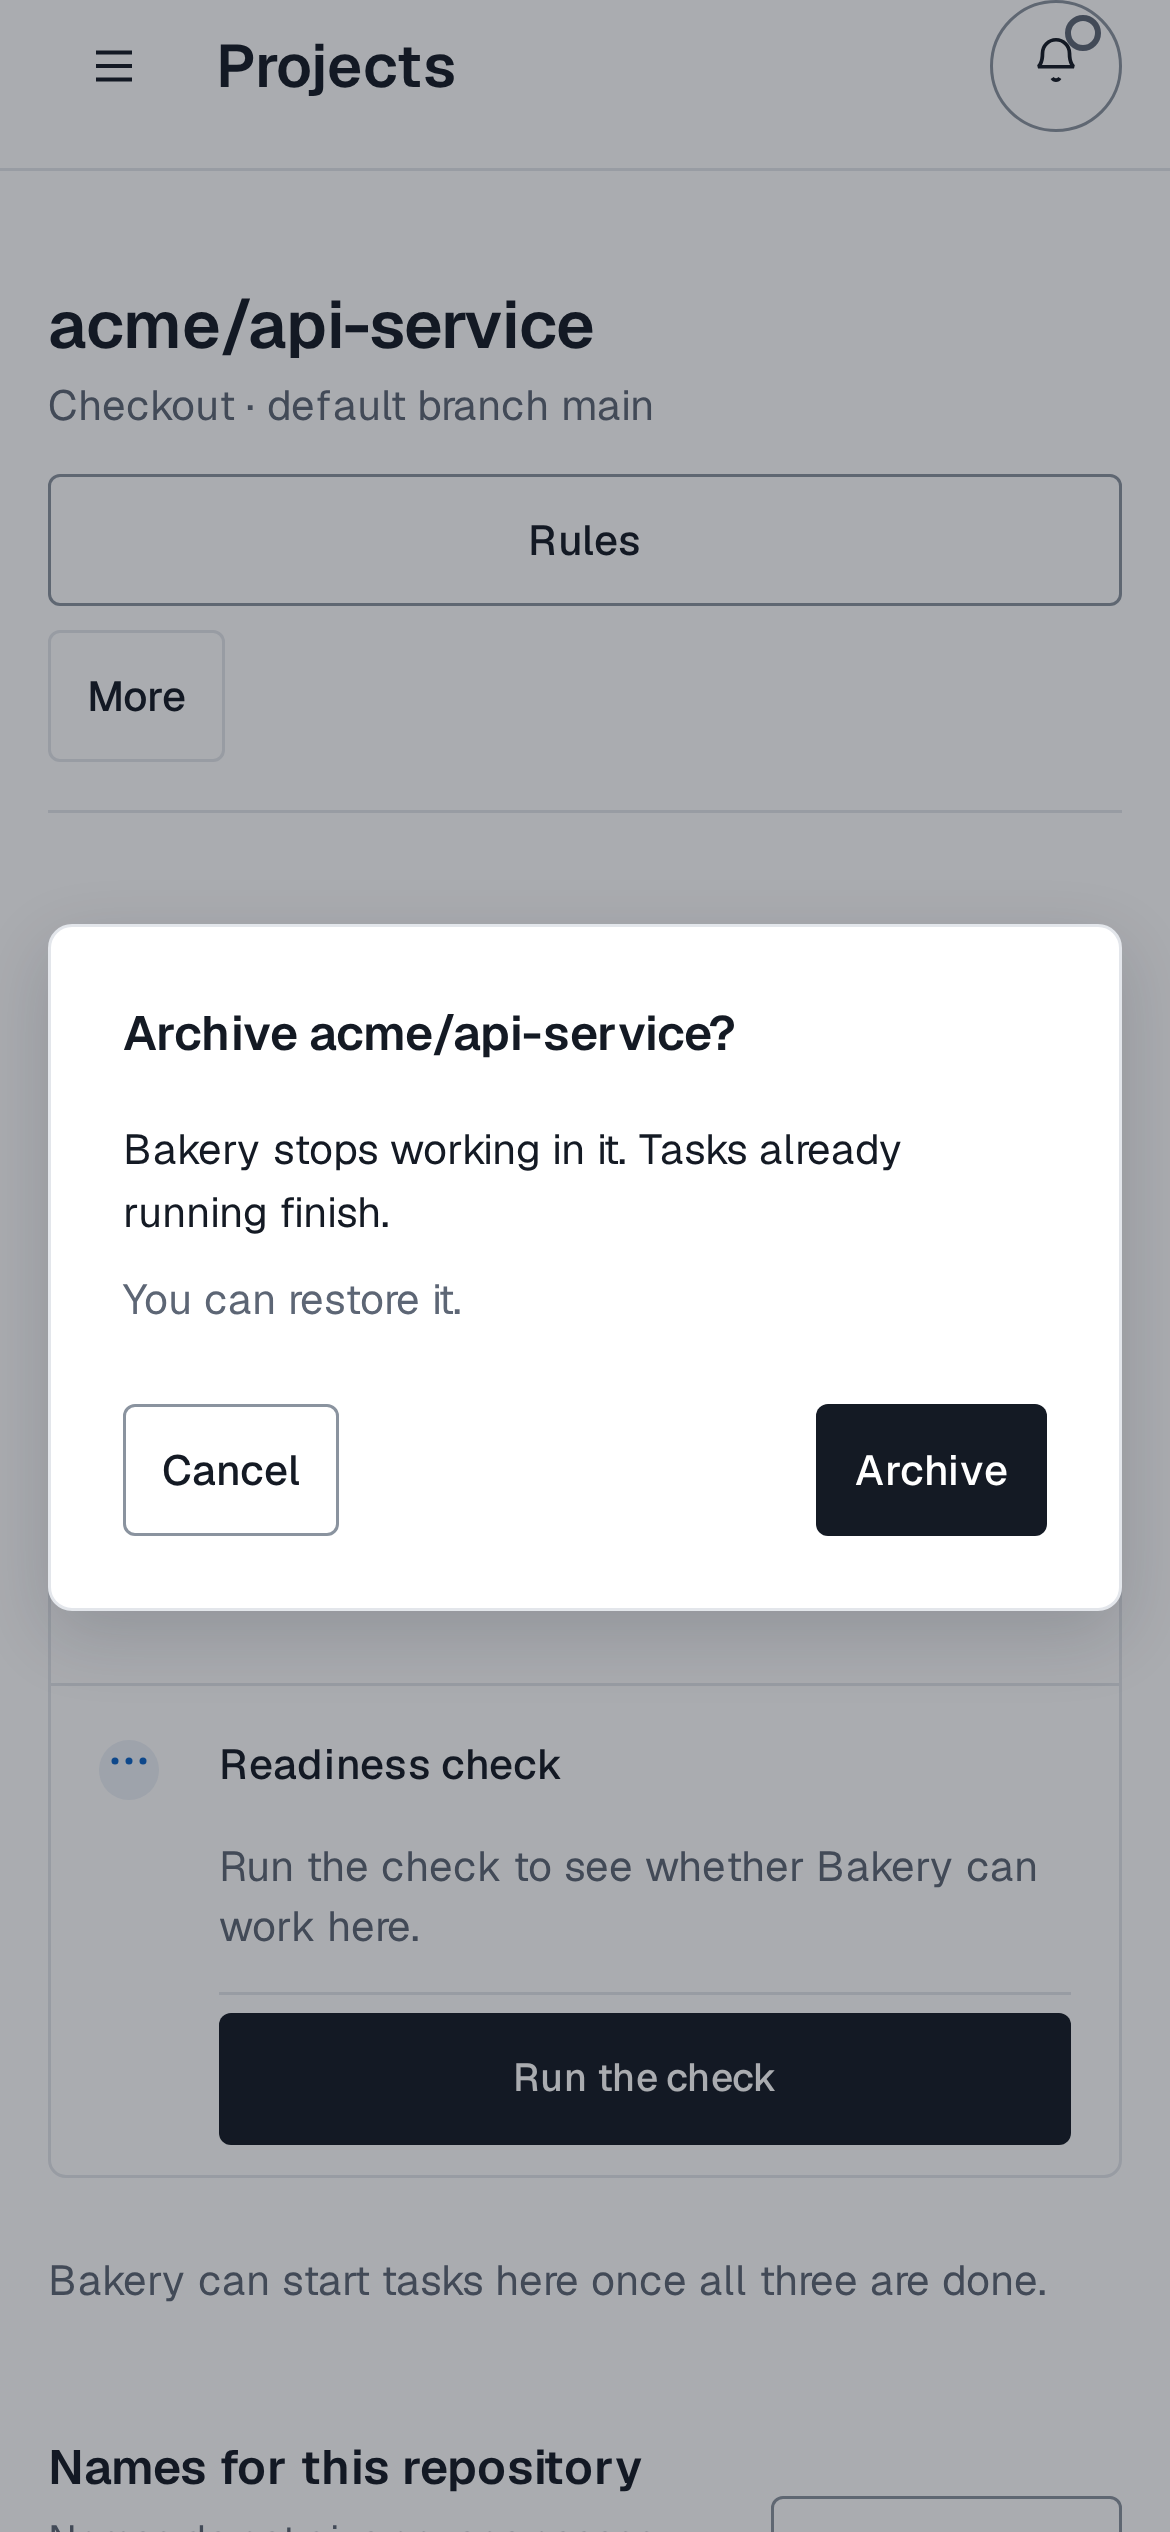 Projects
acme/api-service
Checkout · default branch main
Rules
More
Archive acme/api-service?
Bakery stops working in it. Tasks already
running finish.
You can restore it.
Cancel
Archive
Readiness check
Run the check to see whether Bakery can
work here.
Run the check
Bakery can start tasks here once all three are done.
Names for this repository